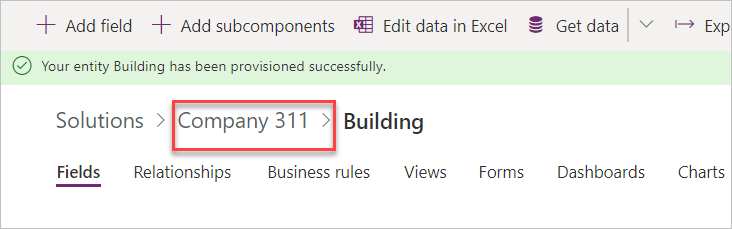 Add field Add subcomponents Edit data in Excel Get data Exp
Your entity Building has been provisioned successfully.
Solutions > Company 311 > Building
Fields Relationships Business rules Views Forms Dashboards Charts